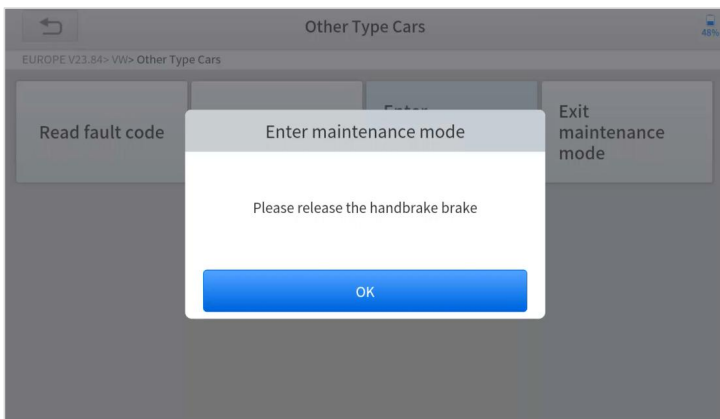 Other Type Cars
46%
EUROPE V23.84> VW> Other Type Cars
Read fault code
Enter
Exit
maintenance
mode
Enter maintenance mode
Please release the handbrake brake
OK